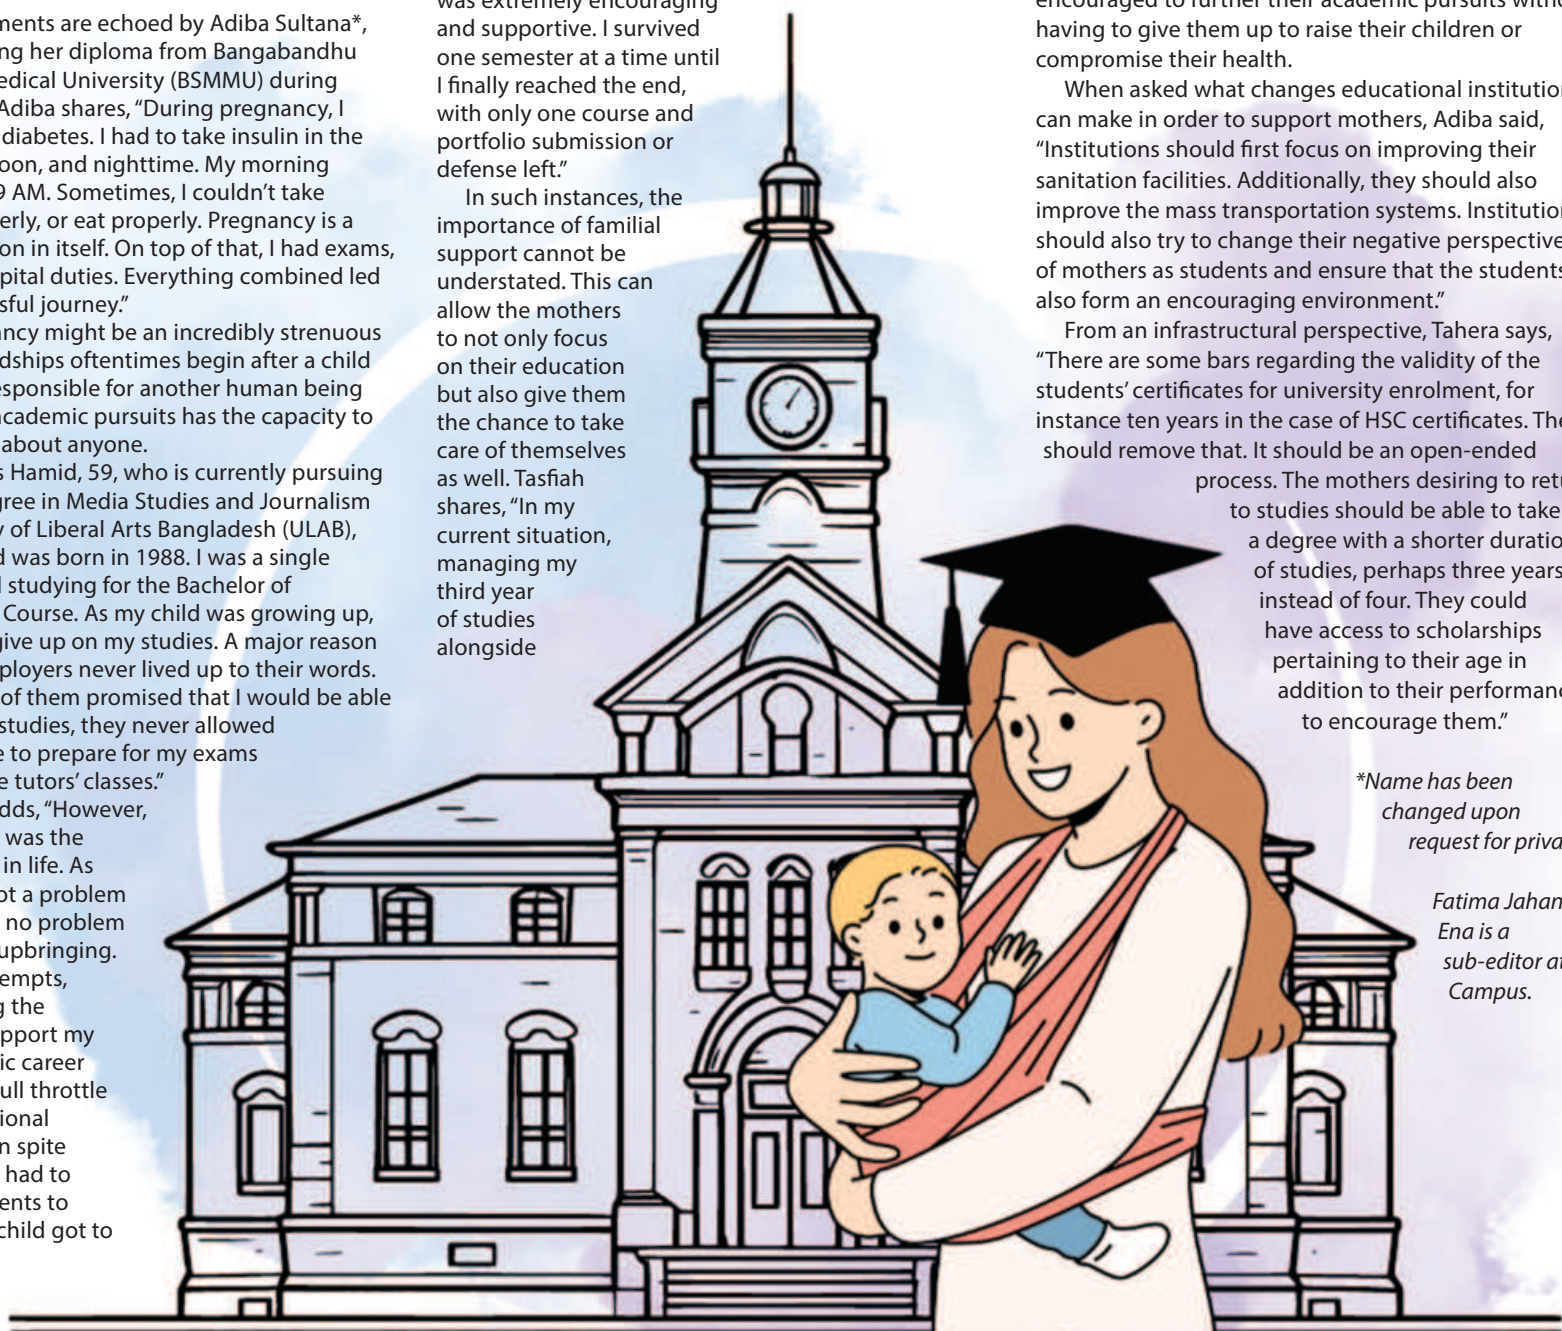 ments are echoed by Adiba Sultana*,
ng her diploma from Bangabandhu
edical University (BSMMU) during
Adiba shares, “During pregnancy, I
diabetes. I had to take insulin in the
oon, and nighttime. My morning
9 AM. Sometimes, I couldn’t take
erly, or eat properly. Pregnancy is a
on in itself. On top of that, I had exams,
pital duties. Everything combined led
sful journey.”
ancy might be an incredibly strenuous
dships oftentimes begin after a child
esponsible for another human being
academic pursuits has the capacity to
about anyone.
s Hamid, 59, who is currently pursuing
gree in Media Studies and Journalism
y of Liberal Arts Bangladesh (ULAB),
d was born in 1988. I was a single
l studying for the Bachelor of
Course. As my child was growing up,
give up on my studies. A major reason
ployers never lived up to their words.
of them promised that I would be able
studies, they never allowed
e to prepare for my exams
e tutors’ classes.”
dds, “However,
was the
in life. As
ot a problem
no problem
upbringing.
empts,
g the
pport my
ic career
ull throttle
ional
n spite
had to
ents to
child got to
was extremely encouraging
and supportive. I survived
one semester at a time until
I finally reached the end,
with only one course and
portfolio submission or
defense left.”
In such instances, the
importance of familial
support cannot be
understated. This can
allow the mothers
to not only focus
on their education
but also give them
the chance to take
care of themselves
as well. Tasfiah
shares, “In my
current situation,
managing my
third year
of studies
alongside
encouraged to further their academic pursuits witho
having to give them up to raise their children or
compromise their health.
When asked what changes educational institution
can make in order to support mothers, Adiba said,
“Institutions should first focus on improving their
sanitation facilities. Additionally, they should also
improve the mass transportation systems. Institution
should also try to change their negative perspective
of mothers as students and ensure that the students
also form an encouraging environment.”
From an infrastructural perspective, Tahera says,
“There are some bars regarding the validity of the
students’ certificates for university enrolment, for
instance ten years in the case of HSC certificates. The
should remove that. It should be an open-ended
process. The mothers desiring to retu
to studies should be able to take
a degree with a shorter duratio
of studies, perhaps three years
instead of four. They could
have access to scholarships
pertaining to their age in
addition to their performanc
to encourage them.”
*Name has been
changed upon
request for priva
Fatima Jahan
Ena is a
sub-editor at
Campus.